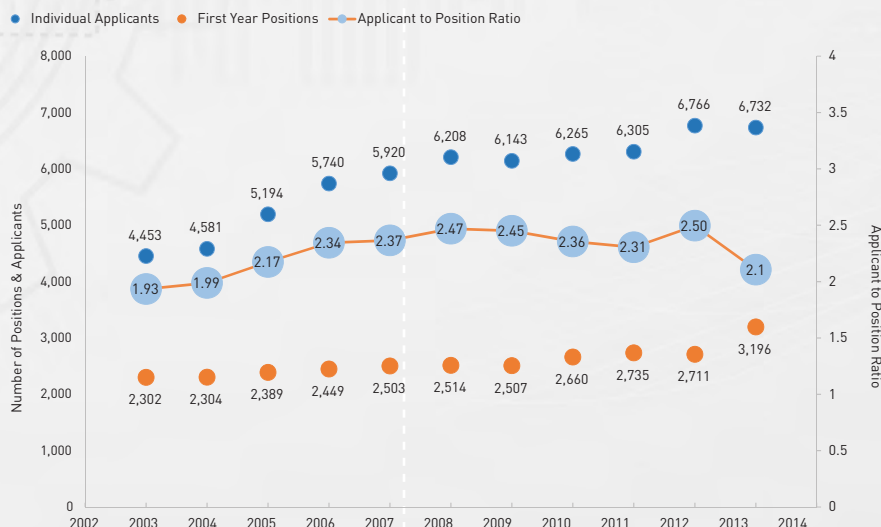 Individual Applicants First Year Positions Applicant to Position Ratio
8,000 4
7,000 3.5
6,000 3
5,000 2.5
4,000 2
3,000 1.5
2,000 1
1,000 0.5
0 0
Number of Positions & Applicants
Applicant to Position Ratio
4,453 4,581 5,194 5,740 5,920 6,208 6,143 6,265 6,305 6,766 6,732
1.93 1.99 2.17 2.34 2.37 2.47 2.45 2.36 2.31 2.50 2.1
2,302 2,304 2,389 2,449 2,503 2,514 2,507 2,660 2,735 2,711 3,196
2002 2003 2004 2005 2006 2007 2008 2009 2010 2011 2012 2013 2014